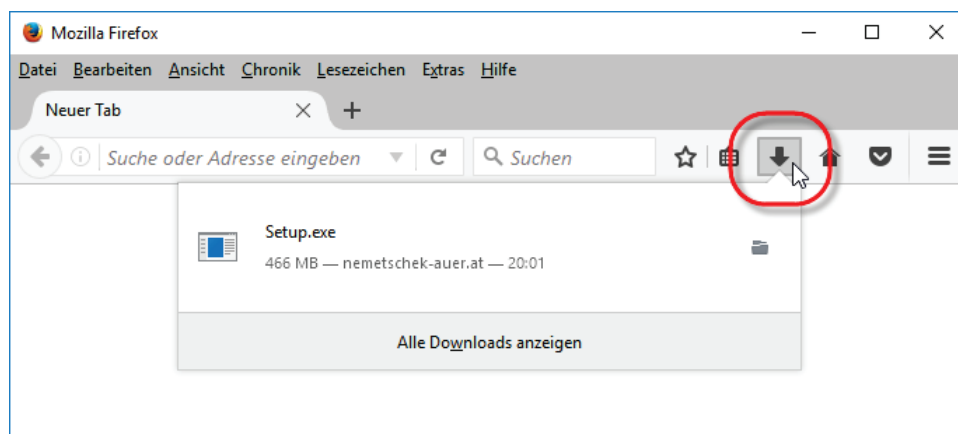 Mozilla Firefox
Datei Bearbeiten Ansicht Chronik Lesezeichen Extras Hilfe
Neuer Tab
Suche oder Adresse eingeben
Suchen
Setup.exe
466 MB — nemetschek-auer.at — 20:01
Alle Downloads anzeigen